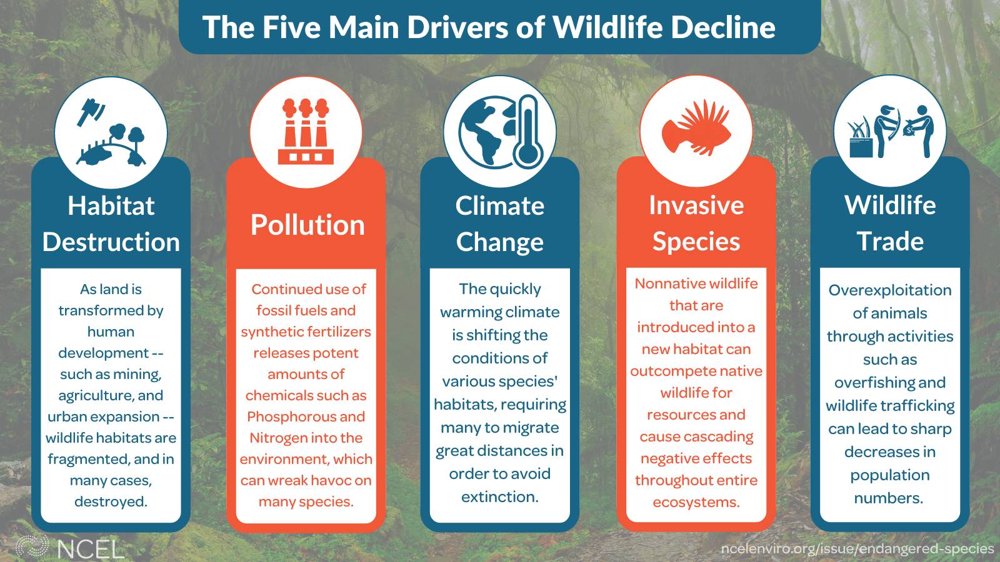 The Five Main Drivers of Wildlife Decline
Habitat
Destruction
As land is
transformed by
human
development --
such as mining,
agriculture, and
urban expansion --
wildlife habitats are
fragmented, and in
many cases,
destroyed.
Pollution
Continued use of
fossil fuels and
synthetic fertilizers
releases potent
amounts of
chemicals such as
Phosphorous and
Nitrogen into the
environment, which
can wreak havoc on
many species.
Climate
Change
The quickly
warming climate
is shifting the
conditions of
various species'
habitats, requiring
many to migrate
great distances in
order to avoid
extinction.
Invasive
Species
Nonnative wildlife
that are
introduced into a
new habitat can
outcompete native
wildlife for
resources and
cause cascading
negative effects
throughout entire
ecosystems.
Wildlife
Trade
$
Overexploitation
of animals
through activities
such as
overfishing and
wildlife trafficking
can lead to sharp
decreases in
population
numbers.
NCEL
ncelenviro.org/issue/endangered-species